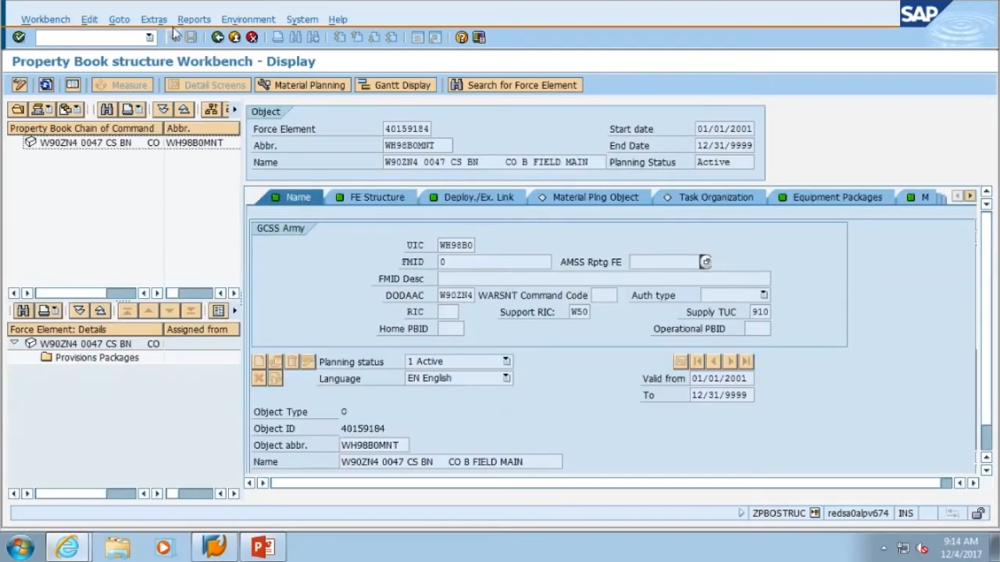 Workbench Edit Goto Extras Reports Environment System Help
SAP
Property Book structure Workbench - Display
Measure Detail Screens Material Planning Gantt Display Search for Force Element
Property Book Chain of Command Abbr.
W90ZN4 0047 CS BN CO WH98B0MNT
Object
Force Element 40159184 Start date 01/01/2001
Abbr. WH98B0MNT End Date 12/31/9999
Name W90ZN4 0047 CS BN CO B FIELD MAIN Planning Status Active
Name FE Structure Deploy./Ex. Link Material Plng Object Task Organization Equipment Packages M
GCSS Army
UIC WH98B0
FMID 0 AMSS Rptg FE
FMID Desc
DODAAC W90ZN4 WARSNT Command Code Auth type
RIC Support RIC: W50 Supply TUC 910
Home PBID Operational PBID
Force Element: Details Assigned from
W90ZN4 0047 CS BN CO
Provisions Packages
Planning status 1 Active
Language EN English Valid from 01/01/2001
To 12/31/9999
Object Type O
Object ID 40159184
Object abbr. WH98B0MNT
Name W90ZN4 0047 CS BN CO B FIELD MAIN
ZPBOSTRUC redsa0alpv674 INS
9:14 AM
12/4/2017